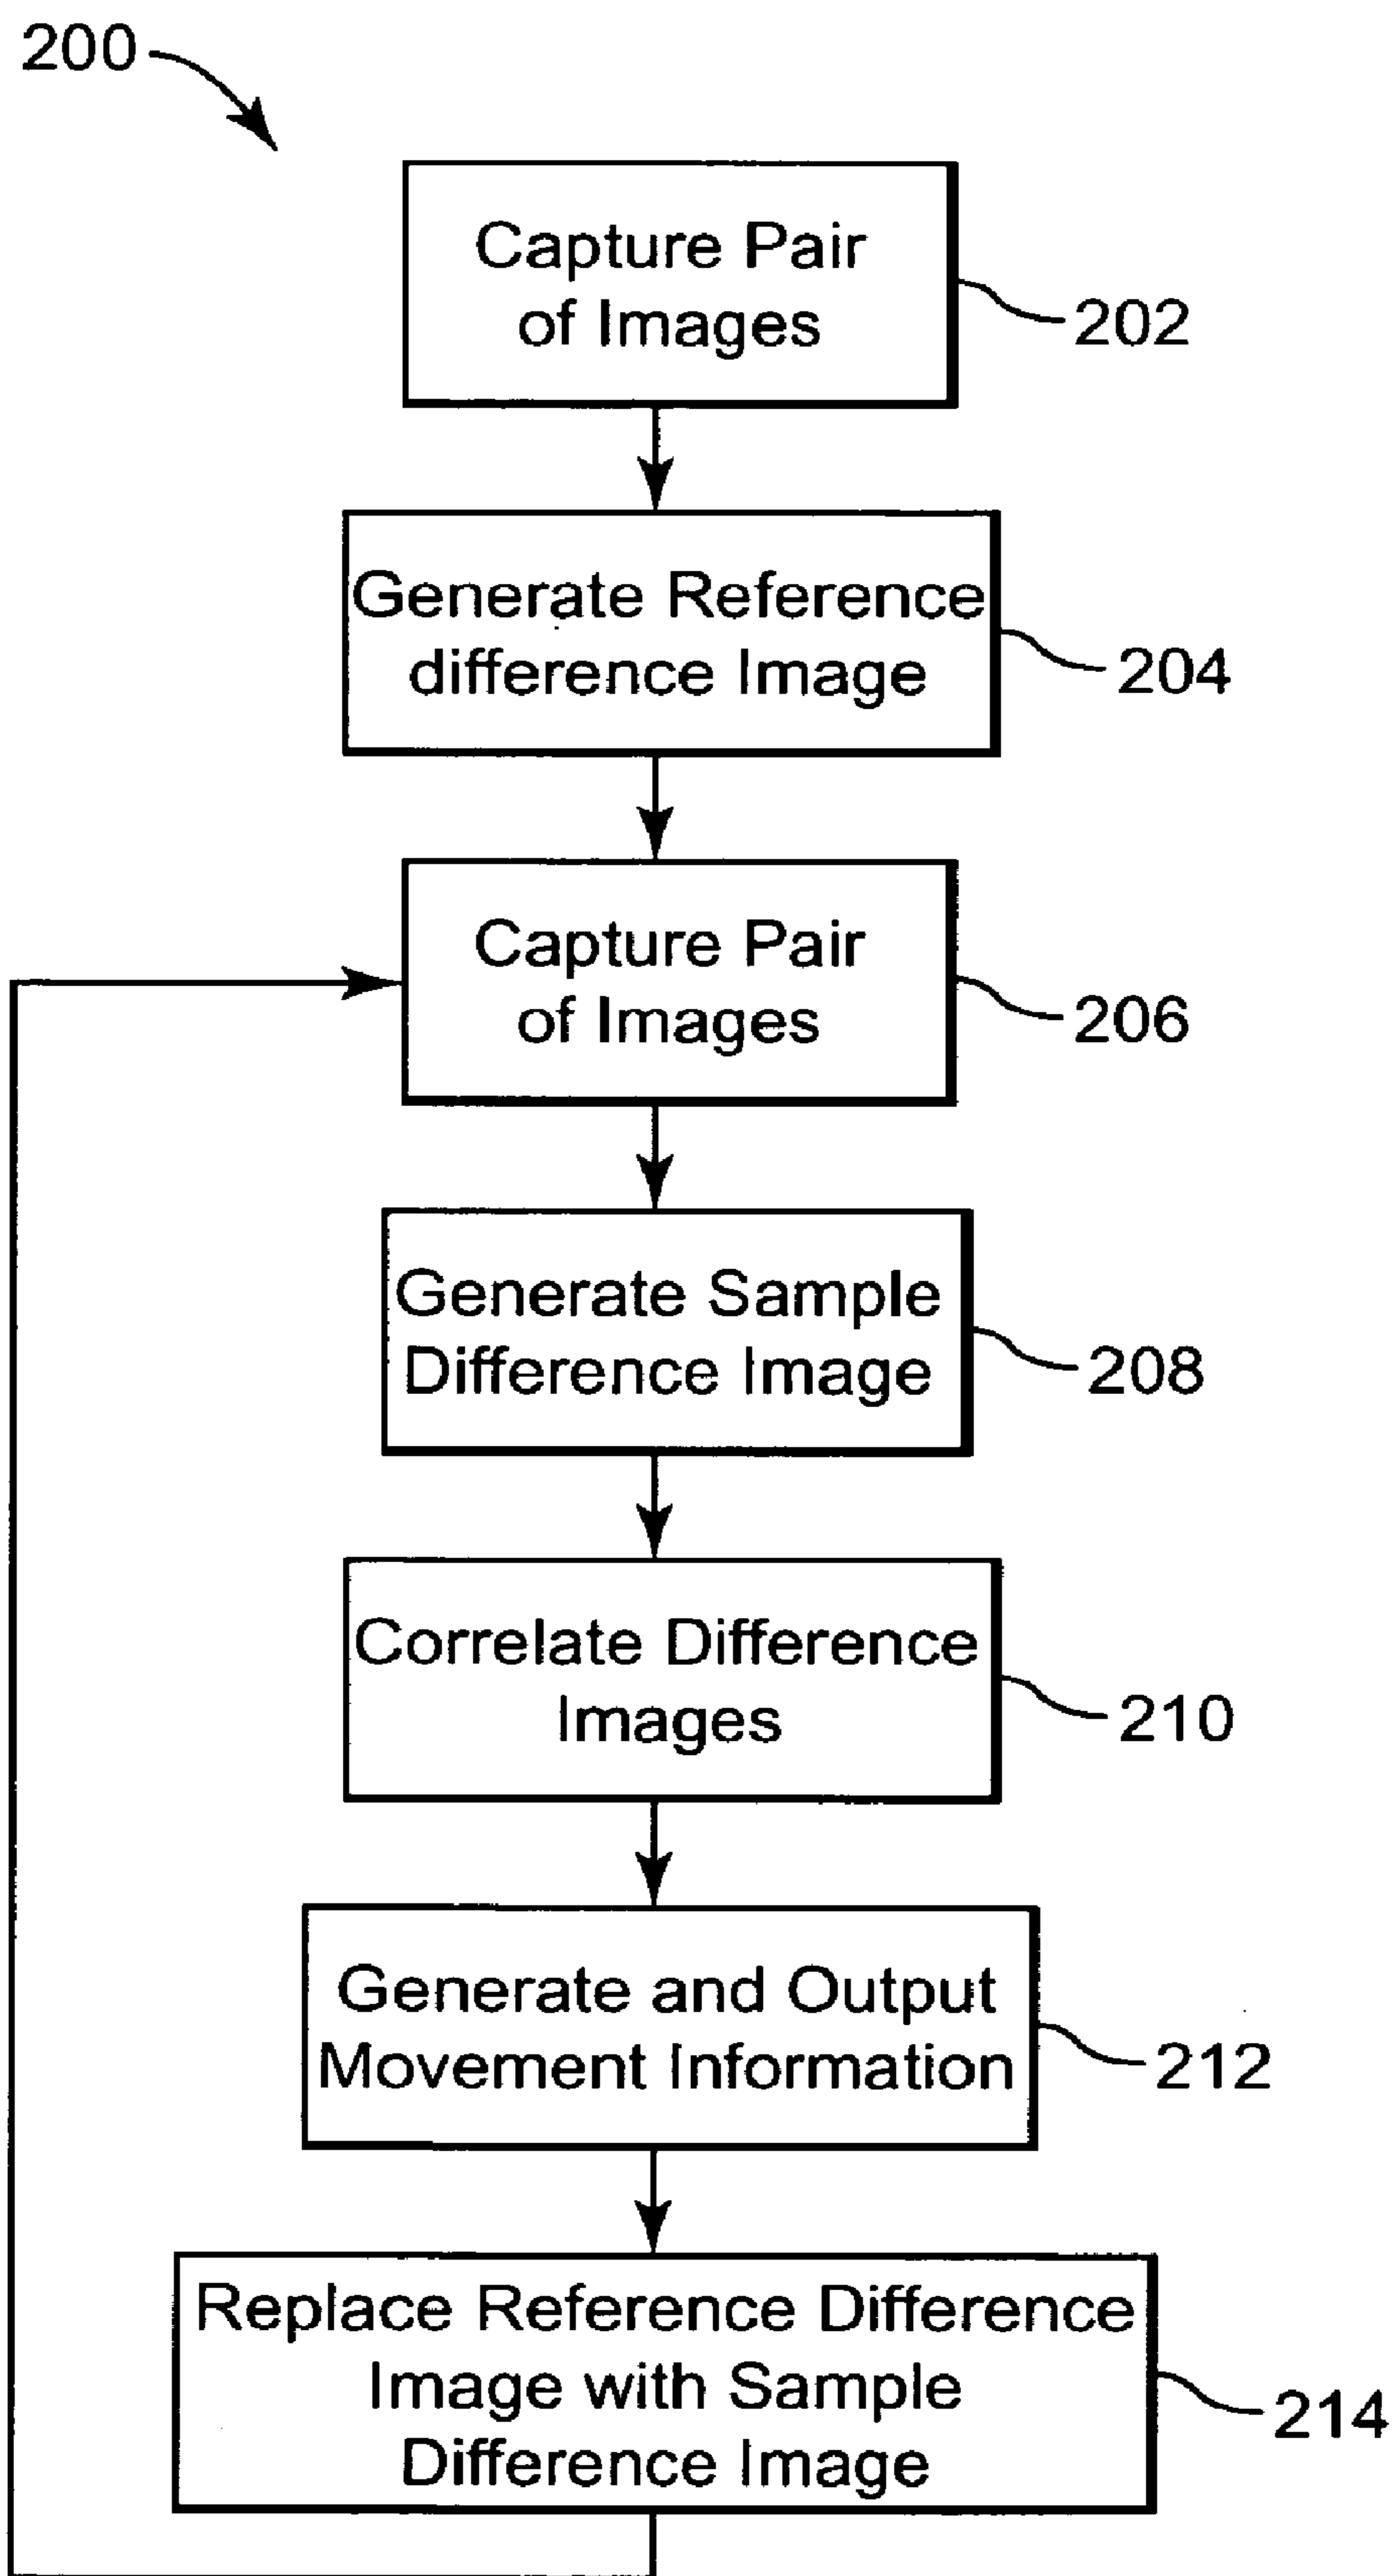 200
Capture Pair
of Images
202
Generate Reference
difference Image
204
Capture Pair
of Images
206
Generate Sample
Difference Image
208
Correlate Difference
Images
210
Generate and Output
Movement Information
212
Replace Reference Difference
Image with Sample
Difference Image
214